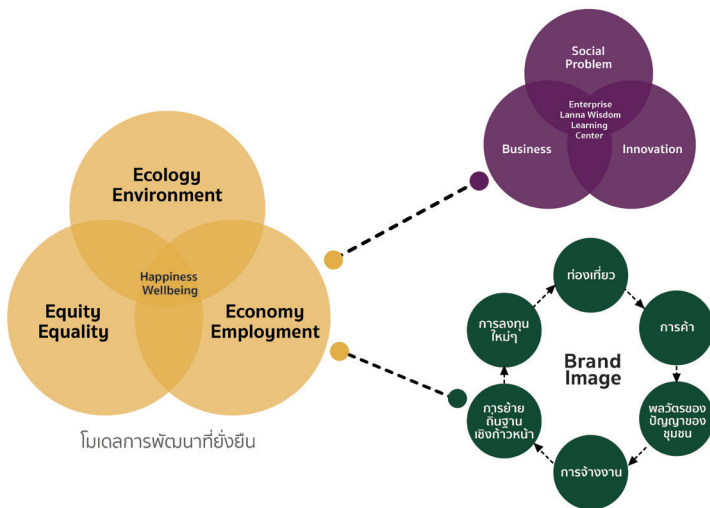 Ecology
Environment
Happiness
Wellbeing
Equity
Equality
Economy
Employment
โมเดลการพัฒนาที่ยั่งยืน
Social
Problem
Enterprise
Lanna Wisdom
Learning
Center
Business
Innovation
ท่องเที่ยว
การค้า
พลวัตรของ
ปัญญาของ
ชุมชน
การจ้างงาน
การย้าย
ถิ่นฐาน
เชิงก้าวหน้า
การลงทุน
ใหม่ๆ
Brand
Image